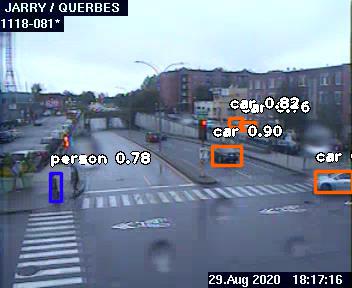 JARRY / QUERBES
1118-081*
car 0.82
car 0.90
car
person 0.78
29.Aug 2020 18:17:16